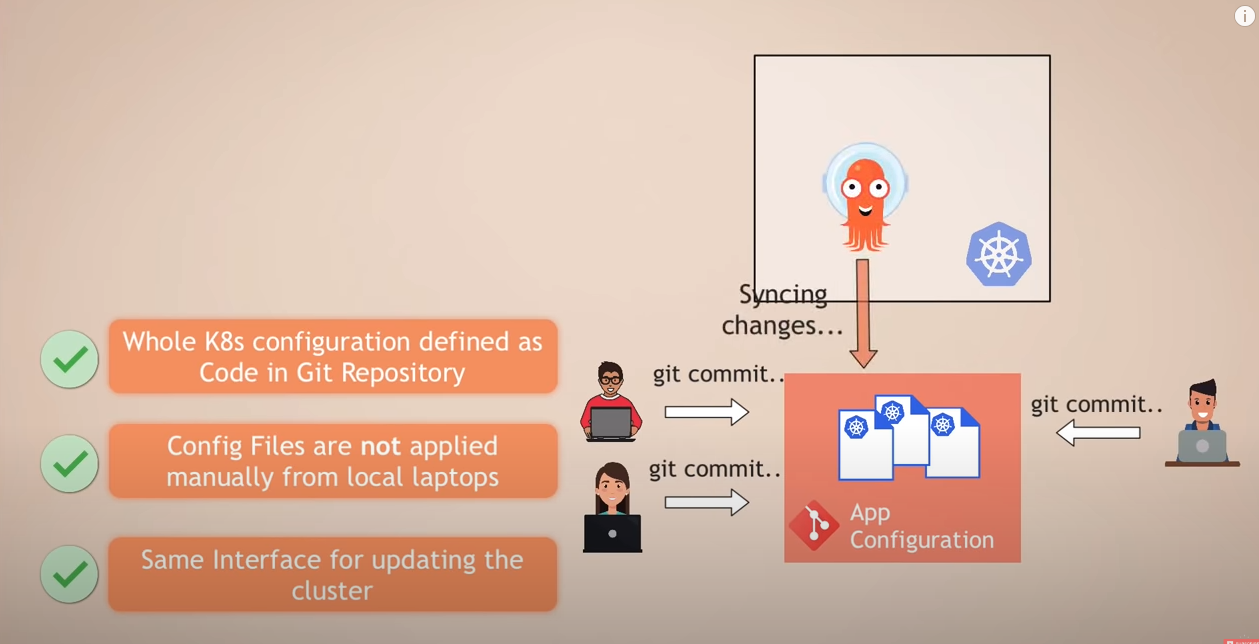 Whole K8s configuration defined as
Code in Git Repository
Config Files are not applied
manually from local laptops
Same Interface for updating the
cluster
Syncing
changes...
git commit..
git commit..
git commit..
App
Configuration